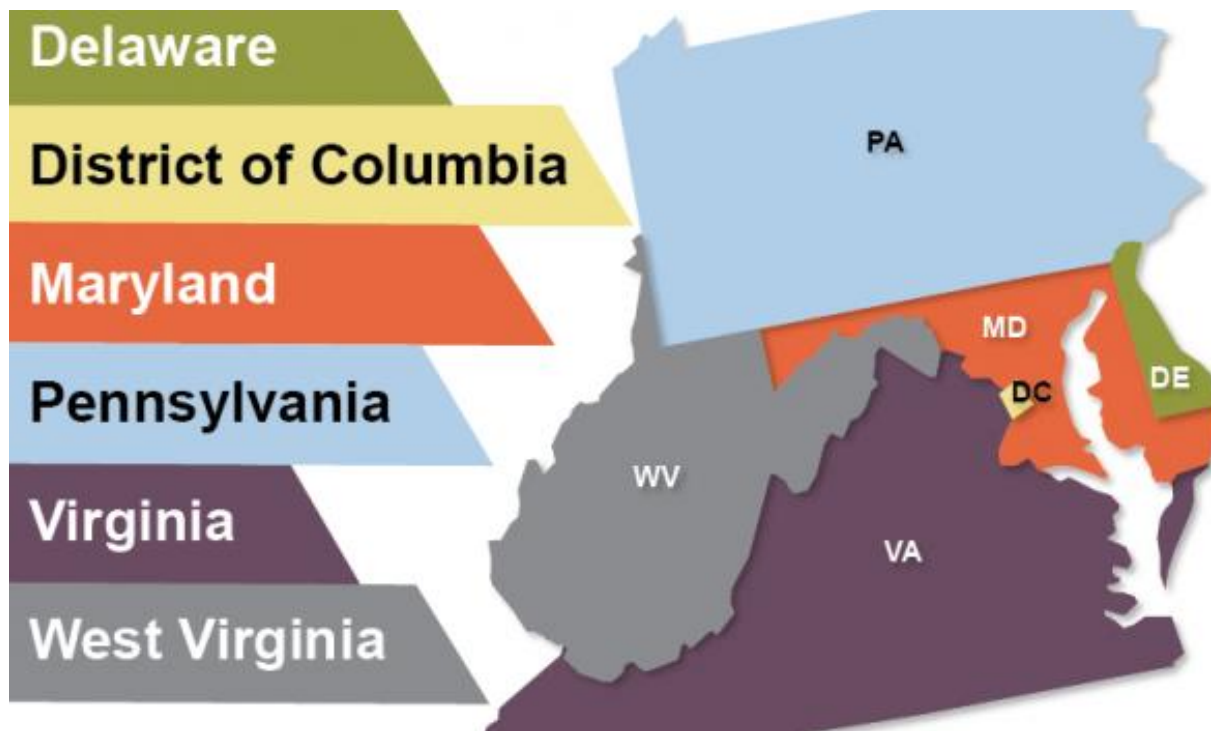 Delaware
District of Columbia
Maryland
Pennsylvania
Virginia
West Virginia
PA
MD
DC
DE
WV
VA